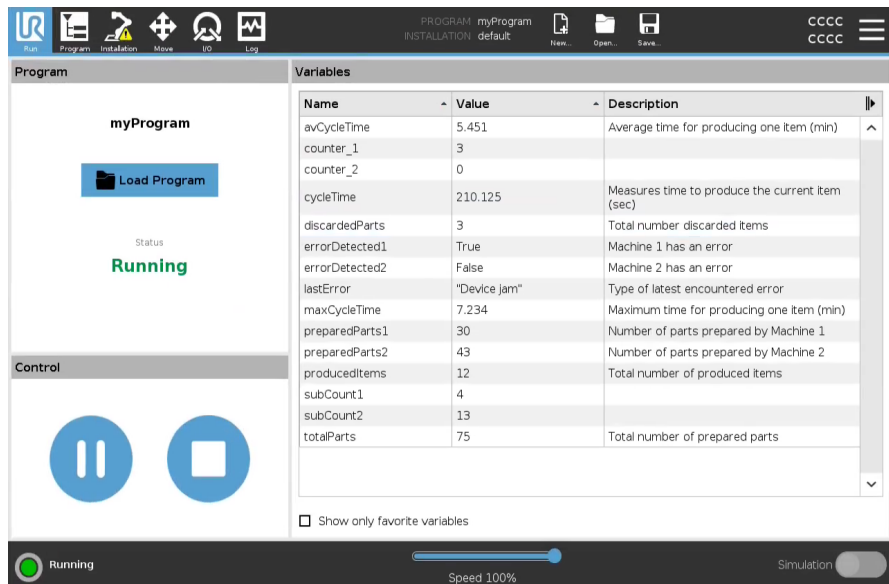 UR
PROGRAM myProgram
INSTALLATION default
CCCC
CCCC
Run Program Installation Move I/O Log New... Open... Save...
Program
myProgram
Load Program
Status
Running
Control
Variables
Name Value Description
avCycleTime 5.451 Average time for producing one item (min)
counter_1 3
counter_2 0
cycleTime 210.125 Measures time to produce the current item
(sec)
discardedParts 3 Total number discarded items
errorDetected1 True Machine 1 has an error
errorDetected2 False Machine 2 has an error
lastError "Device jam" Type of latest encountered error
maxCycleTime 7.234 Maximum time for producing one item (min)
preparedParts1 30 Number of parts prepared by Machine 1
preparedParts2 43 Number of parts prepared by Machine 2
producedItems 12 Total number of produced items
subCount1 4
subCount2 13
totalParts 75 Total number of prepared parts
Show only favorite variables
Running
Speed 100%
Simulation